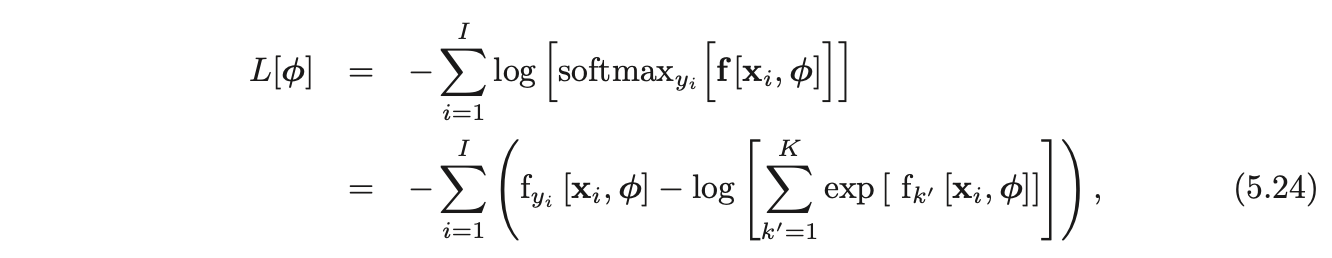 L[ϕ] = −∑_{i=1}^{I} log [softmax_{y_i} [𝐟[𝐱_i, ϕ]]]
= −∑_{i=1}^{I} (f_{y_i} [𝐱_i, ϕ] − log [∑_{k′=1}^{K} exp [ f_{k′} [𝐱_i, ϕ]]]) , (5.24)